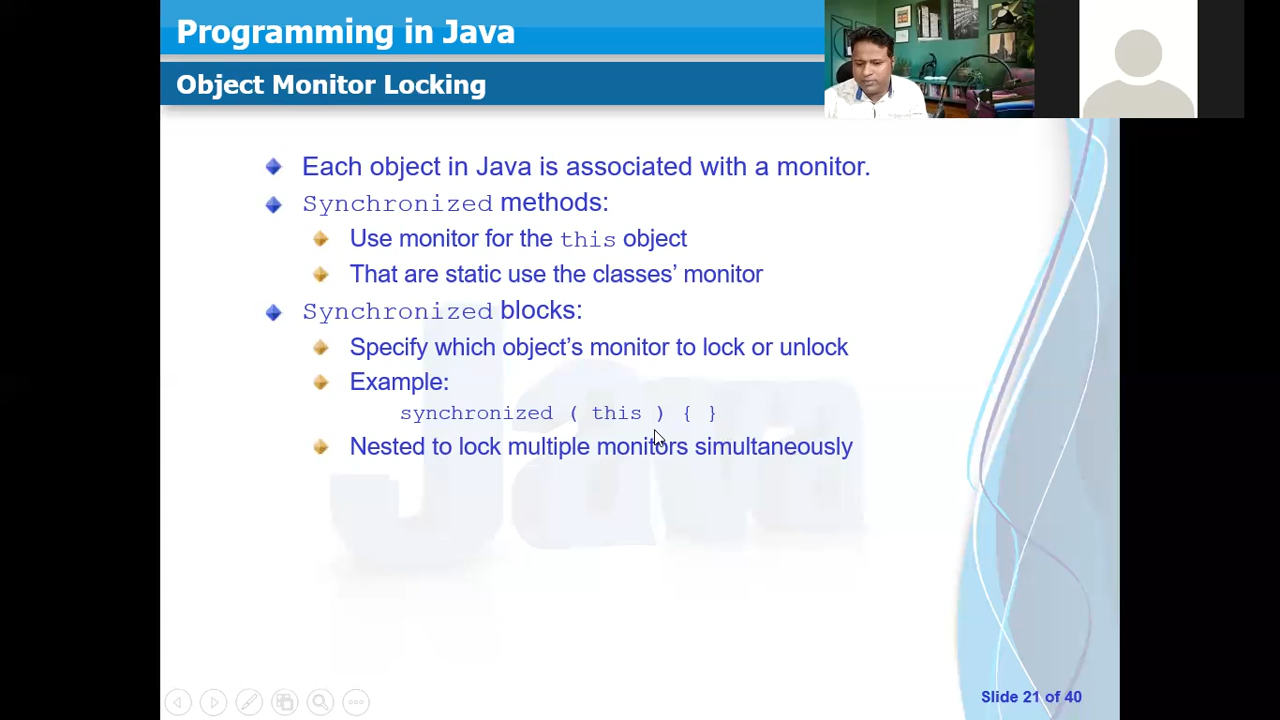 Programming in Java
Object Monitor Locking
Each object in Java is associated with a monitor.
Synchronized methods:
Use monitor for the this object
That are static use the classes’ monitor
Synchronized blocks:
Specify which object’s monitor to lock or unlock
Example:
synchronized ( this ) { }
Nested to lock multiple monitors simultaneously
Java
Slide 21 of 40